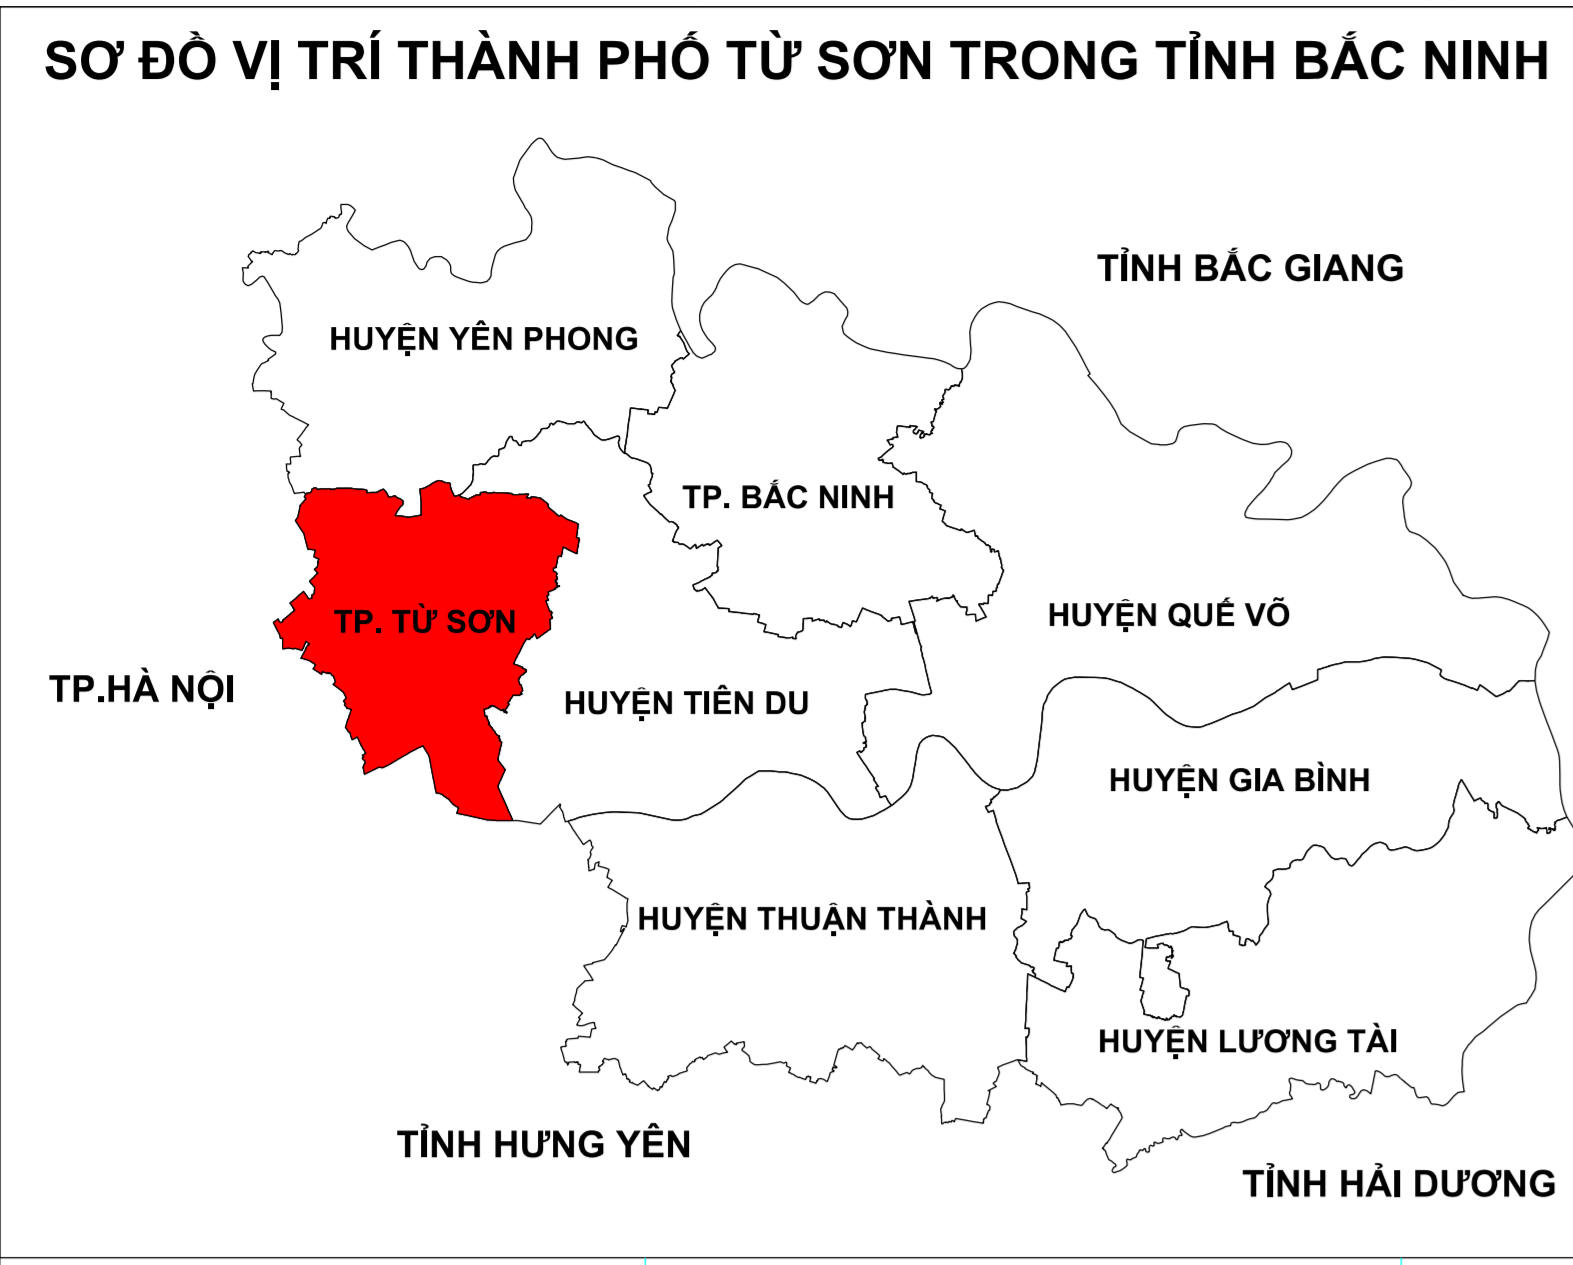 SƠ ĐỒ VỊ TRÍ THÀNH PHỐ TỪ SƠN TRONG TỈNH BẮC NINH
TỈNH BẮC GIANG
HUYỆN YÊN PHONG
TP. BẮC NINH
HUYỆN QUẾ VÕ
TP. TỪ SƠN
TP.HÀ NỘI
HUYỆN TIÊN DU
HUYỆN GIA BÌNH
HUYỆN THUẬN THÀNH
HUYỆN LƯƠNG TÀI
TỈNH HƯNG YÊN
TỈNH HẢI DƯƠNG